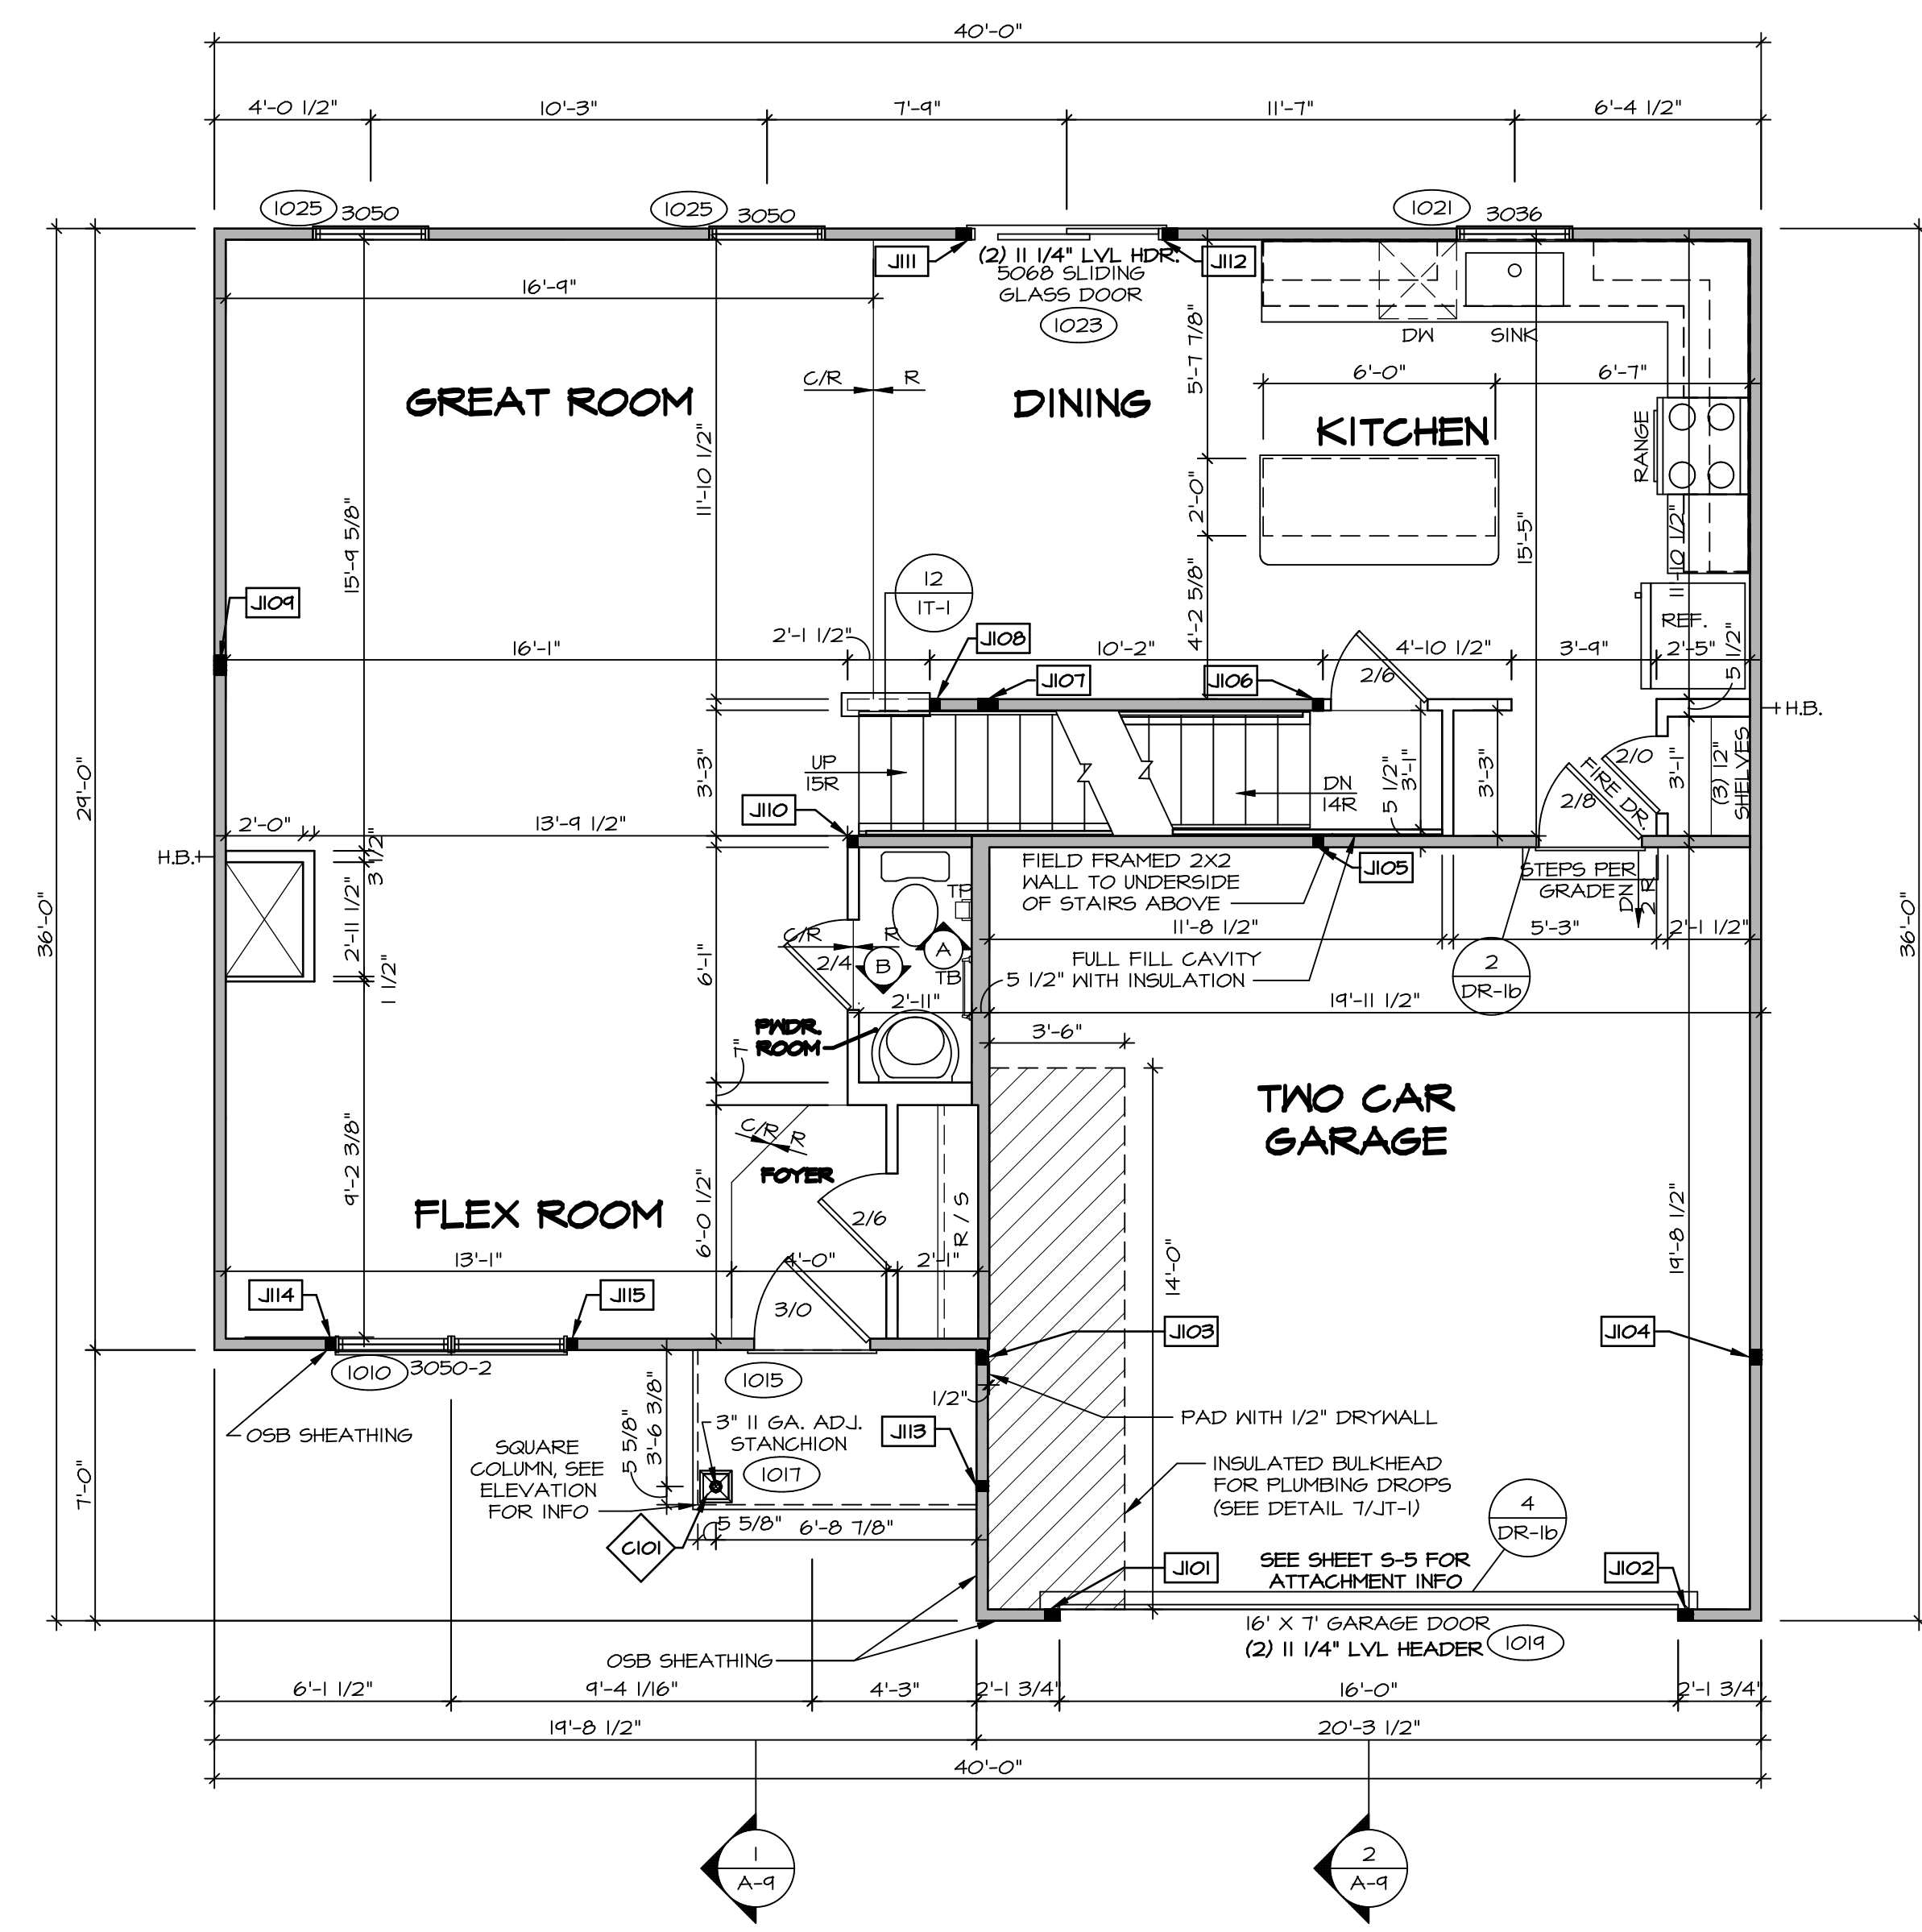 40'-0"
4'-0 1/2"
10'-3"
7'-9"
11'-7"
6'-4 1/2"
1025
3050
1025
3050
1021
3036
J111
(2) 11 1/4" LVL HDR.
5068 SLIDING
GLASS DOOR
1023
J112
16'-9"
DW
SINK
5'-7 7/8"
C/R
R
6'-0"
6'-7"
GREAT ROOM
DINING
KITCHEN
RANGE
11'-10 1/2"
2'-0"
15'-9 5/8"
15'-5"
11'-10 1/2"
12
1T-1
4'-2 5/8"
J109
REF.
5 1/2"
2'-1 1/2"
J108
16'-1"
10'-2"
4'-10 1/2"
3'-9"
2'-5"
J107
J106
2/6
H.B.
UP
15R
3'-3"
DN
14R
5 1/2"
3'-1"
3'-3"
2/0
FIRE DR.
2/8
3'-1"
(3) 12"
SHELVES
29'-0"
J110
2'-0"
13'-9 1/2"
3 1/2"
H.B.
FIELD FRAMED 2X2
WALL TO UNDERSIDE
OF STAIRS ABOVE
J105
STEPS PER
GRADE
DN
2 R
TP
36'-0"
36'-0"
2'-11 1/2"
1 1/2"
11'-8 1/2"
5'-3"
2'-1 1/2"
C/R
R
A
B
2/4
6'-1"
TB
FULL FILL CAVITY
WITH INSULATION
5 1/2"
2
DR-1b
2'-11"
19'-11 1/2"
PWDR.
ROOM
3'-6"
7"
TWO CAR
GARAGE
C/R
R
FOYER
9'-2 3/8"
FLEX ROOM
6'-0 1/2"
2/6
R / S
19'-8 1/2"
14'-0"
13'-1"
4'-0"
2'-1"
J114
J115
3/0
J103
J104
1010
3050-2
1015
1/2"
OSB SHEATHING
3'-6 3/8"
5 5/8"
3" 11 GA. ADJ.
STANCHION
1017
J113
PAD WITH 1/2" DRYWALL
SQUARE
COLUMN, SEE
ELEVATION
FOR INFO
INSULATED BULKHEAD
FOR PLUMBING DROPS
(SEE DETAIL 7/JT-1)
7'-0"
4
DR-1b
5 5/8"
6'-8 7/8"
C101
J101
SEE SHEET S-5 FOR
ATTACHMENT INFO
J102
16' X 7' GARAGE DOOR
(2) 11 1/4" LVL HEADER
1019
OSB SHEATHING
6'-1 1/2"
9'-4 1/16"
4'-3"
2'-1 3/4"
16'-0"
2'-1 3/4"
19'-8 1/2"
20'-3 1/2"
40'-0"
1
A-9
2
A-9